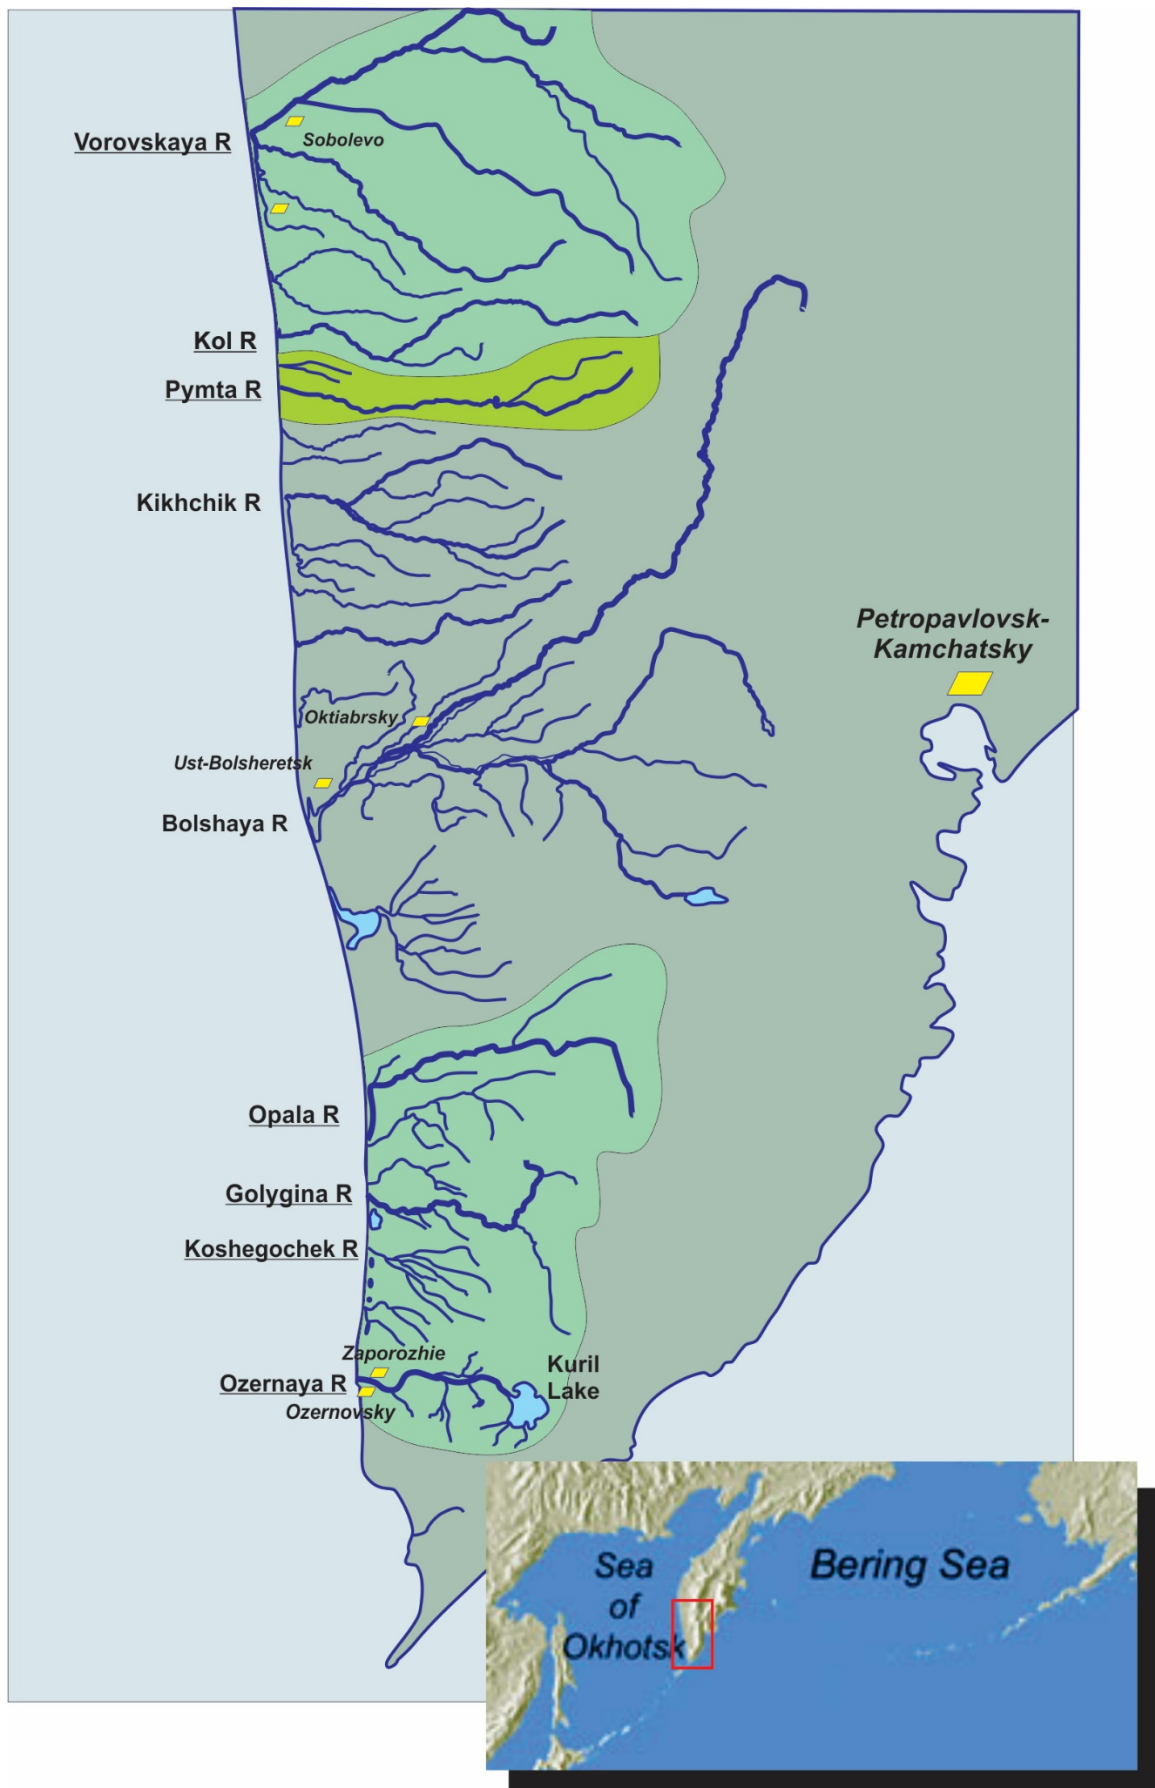 Vorovskaya R
Sobolevo
Kol R
Pymta R
Kikhchik R
Petropavlovsk-
Kamchatsky
Oktiabrsky
Ust-Bolsheretsk
Bolshaya R
Opala R
Golygina R
Koshegochek R
Zaporozhie
Kuril
Lake
Ozernaya R
Ozernovsky
Sea
of
Okhotsk
Bering Sea